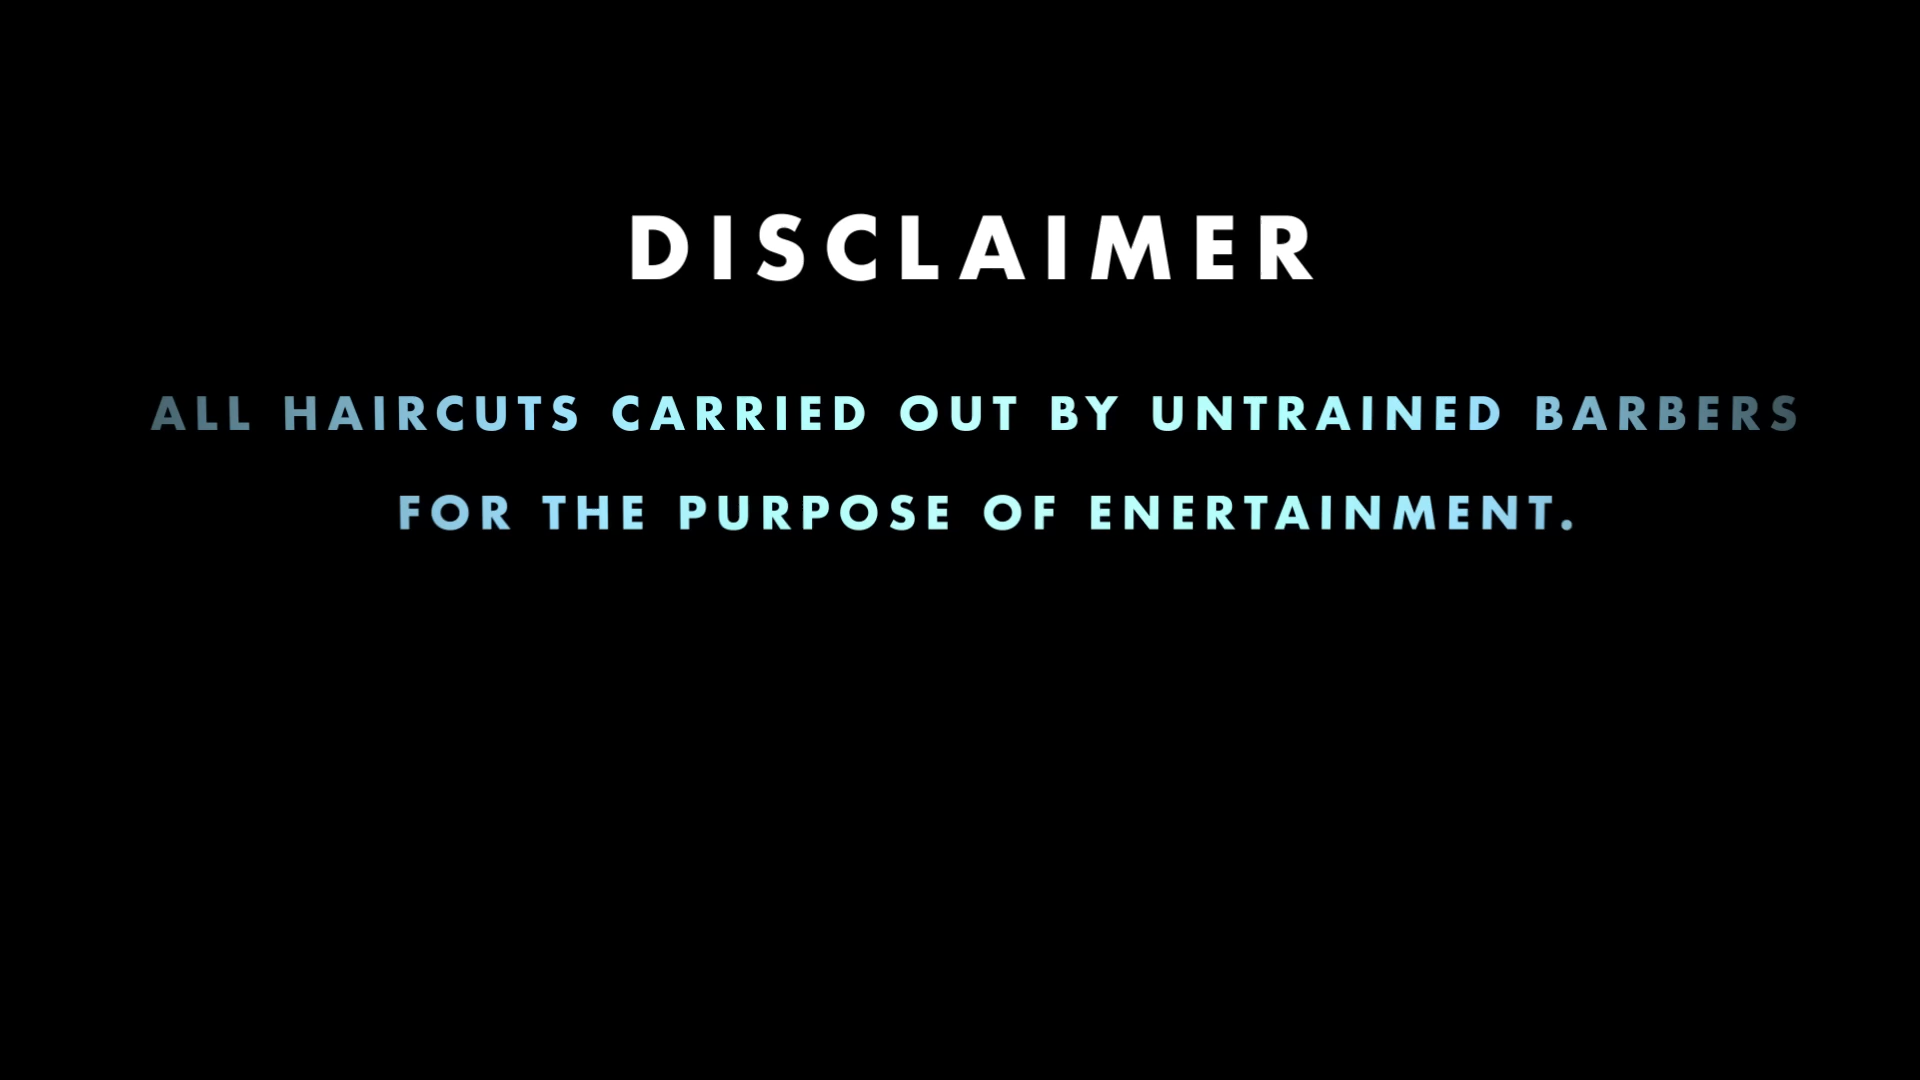 DISCLAIMER
ALL HAIRCUTS CARRIED OUT BY UNTRAINED BARBERS
FOR THE PURPOSE OF ENERTAINMENT.